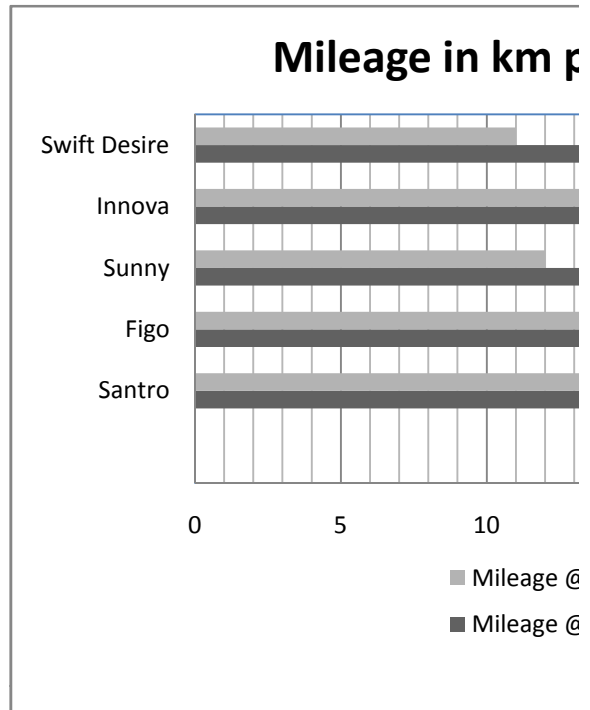 Mileage in km p
Swift Desire
Innova
Sunny
Figo
Santro
0 5 10
Mileage @
Mileage @